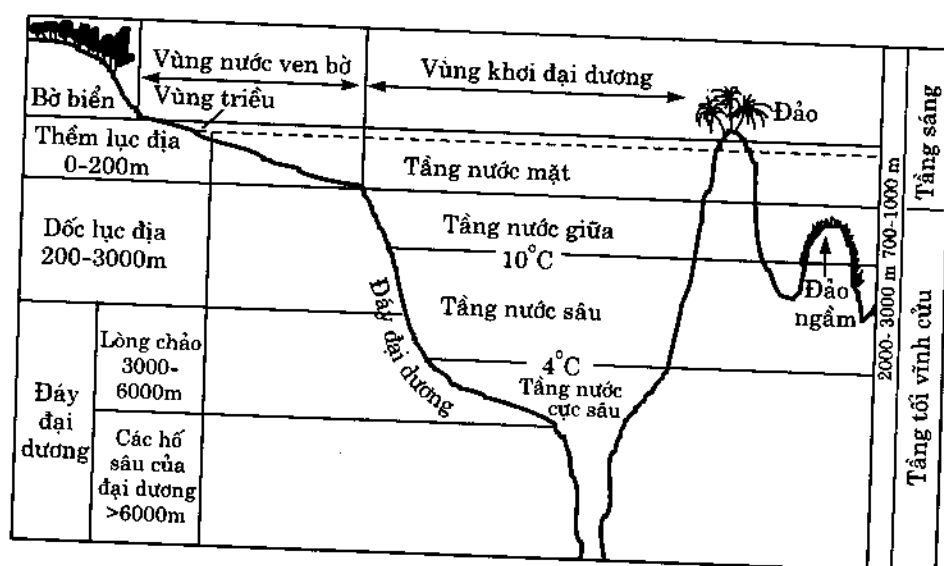 Vùng nước ven bờ
Vùng khơi đại dương
Bờ biển
Vùng triều
Đảo
Thềm lục địa
0-200m
Tầng nước mặt
Dốc lục địa
200-3000m
Tầng nước giữa
10°C
Đảo
ngầm
Tầng nước sâu
Đáy đại dương
4°C
Tầng nước
cực sâu
Đáy
đại
dương
Lòng chảo
3000-
6000m
Các hố
sâu của
đại dương
>6000m
700-1000 m
2000- 3000 m
Tầng sáng
Tầng tối vĩnh cửu